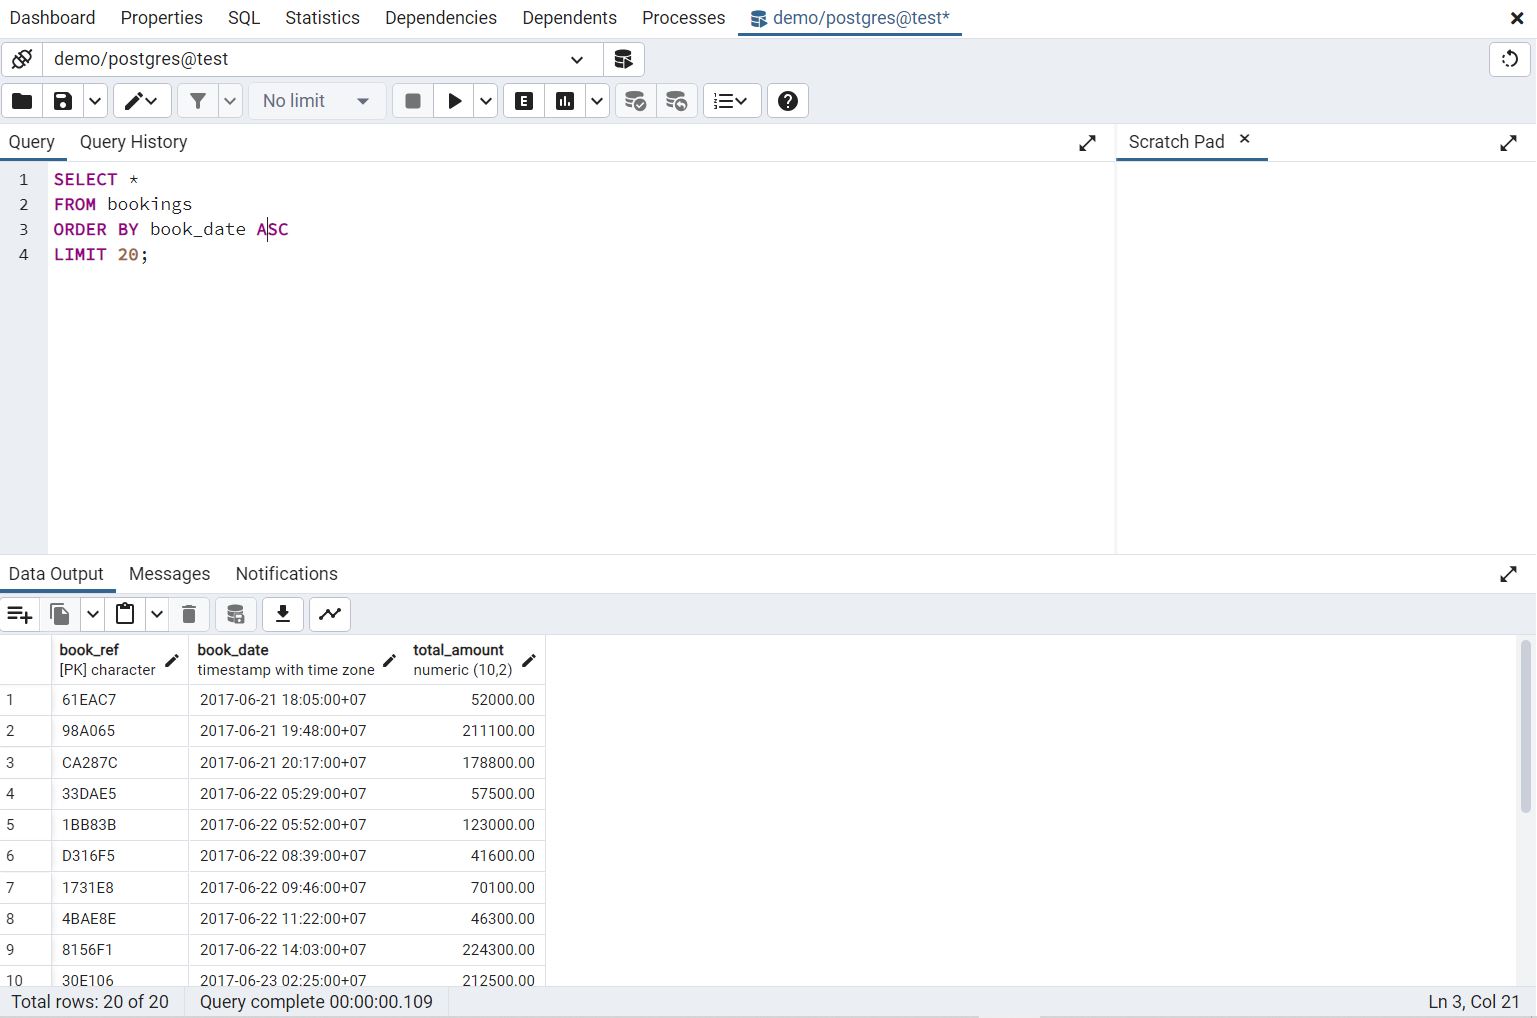 Dashboard Properties SQL Statistics Dependencies Dependents Processes demo/postgres@test*
demo/postgres@test
No limit E
Query Query History Scratch Pad
1 SELECT *
2 FROM bookings
3 ORDER BY book_date ASC
4 LIMIT 20;
Data Output Messages Notifications
book_ref book_date total_amount
[PK] character timestamp with time zone numeric (10,2)
1 61EAC7 2017-06-21 18:05:00+07 52000.00
2 98A065 2017-06-21 19:48:00+07 211100.00
3 CA287C 2017-06-21 20:17:00+07 178800.00
4 33DAE5 2017-06-22 05:29:00+07 57500.00
5 1BB83B 2017-06-22 05:52:00+07 123000.00
6 D316F5 2017-06-22 08:39:00+07 41600.00
7 1731E8 2017-06-22 09:46:00+07 70100.00
8 4BAE8E 2017-06-22 11:22:00+07 46300.00
9 8156F1 2017-06-22 14:03:00+07 224300.00
10 30E106 2017-06-23 02:25:00+07 212500.00
Total rows: 20 of 20 Query complete 00:00:00.109 Ln 3, Col 21